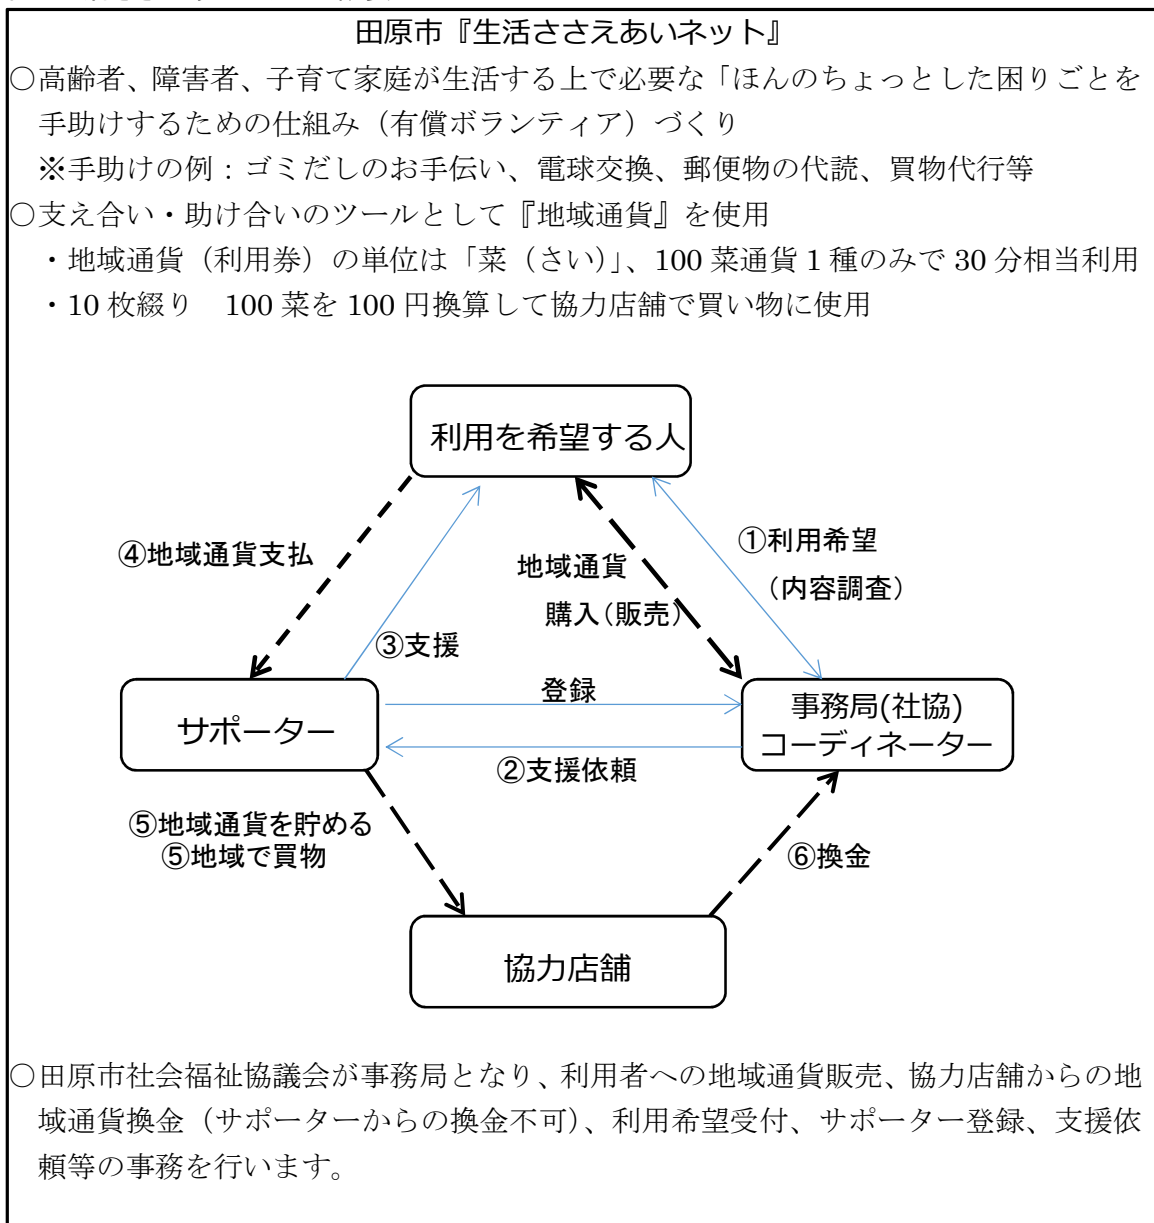 田原市『生活ささえあいネット』
○高齢者、障害者、子育て家庭が生活する上で必要な「ほんのちょっとした困りごとを
手助けするための仕組み（有償ボランティア）づくり
※手助けの例：ゴミだしのお手伝い、電球交換、郵便物の代読、買物代行等
○支え合い・助け合いのツールとして『地域通貨』を使用
・地域通貨（利用券）の単位は「菜（さい）」、100 菜通貨 1 種のみで 30 分相当利用
・10 枚綴り　100 菜を 100 円換算して協力店舗で買い物に使用
利用を希望する人
④地域通貨支払
地域通貨
購入（販売）
①利用希望
（内容調査）
③支援
サポーター
登録
②支援依頼
事務局(社協)
コーディネーター
⑤地域通貨を貯める
⑤地域で買物
⑥換金
協力店舗
○田原市社会福祉協議会が事務局となり、利用者への地域通貨販売、協力店舗からの地
域通貨換金（サポーターからの換金不可）、利用希望受付、サポーター登録、支援依
頼等の事務を行います。